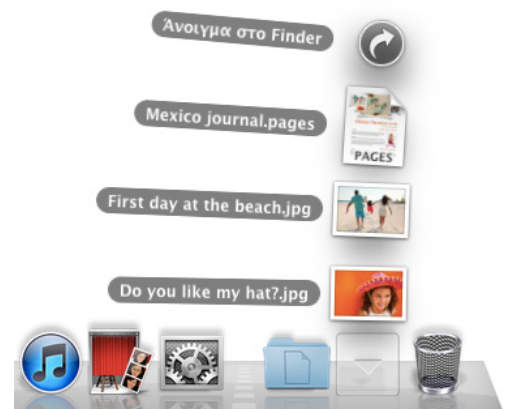 Άνοιγμα στο Finder
Mexico journal.pages
PAGES
First day at the beach.jpg
Do you like my hat?.jpg